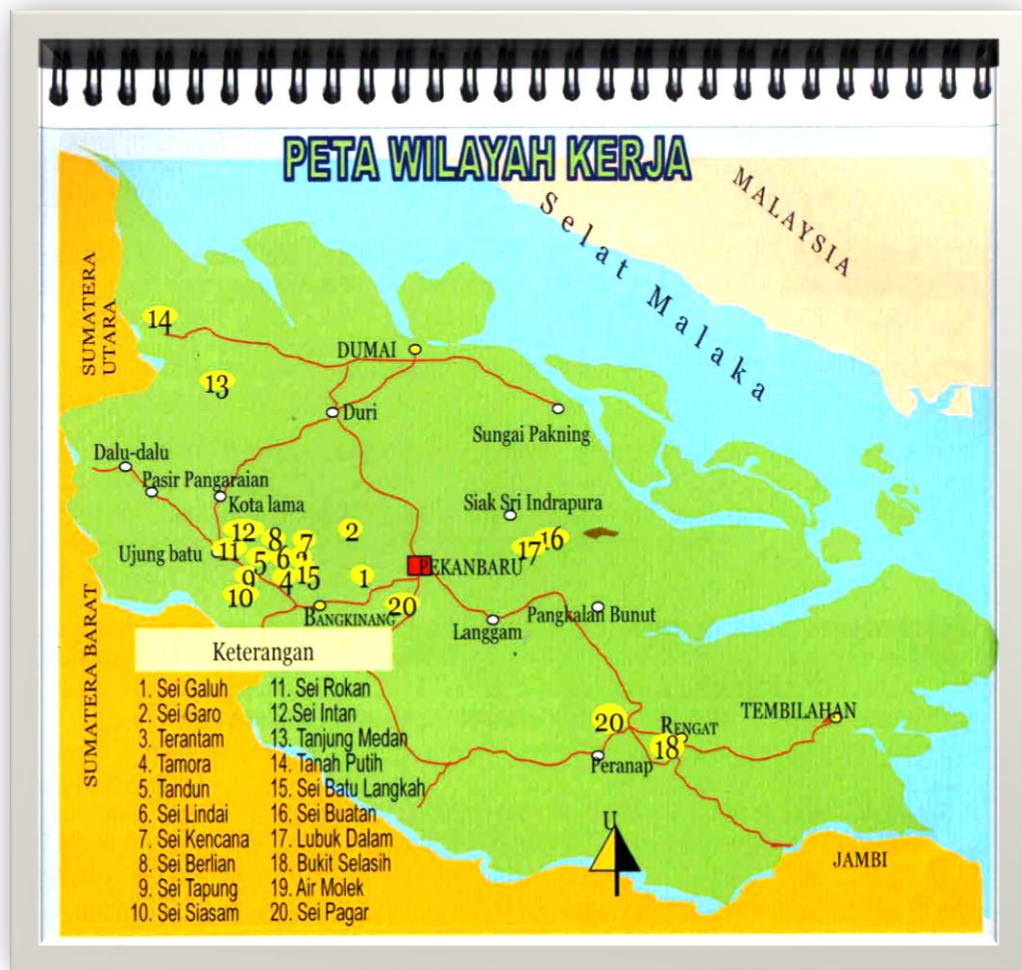 PETA WILAYAH KERJA
MALAYSIA
Selat Malaka
SUMATERA
UTARA
14
DUMAI
13
Duri
Sungai Pakning
Dalu-dalu
Pasir Pangaraian
Kota lama
Siak Sri Indrapura
12
8
7
2
16
17
Ujung batu
11
5
6
3
9
4
15
1
PEKANBARU
10
20
BANGKINANG
Langgam
Pangkalan Bunut
SUMATERA BARAT
20
RENGAT
18
TEMBILAHAN
Peranap
U
JAMBI
Keterangan
1. Sei Galuh
2. Sei Garo
3. Terantam
4. Tamora
5. Tandun
6. Sei Lindai
7. Sei Kencana
8. Sei Berlian
9. Sei Tapung
10. Sei Siasam
11. Sei Rokan
12.Sei Intan
13. Tanjung Medan
14. Tanah Putih
15. Sei Batu Langkah
16. Sei Buatan
17. Lubuk Dalam
18. Bukit Selasih
19. Air Molek
20. Sei Pagar